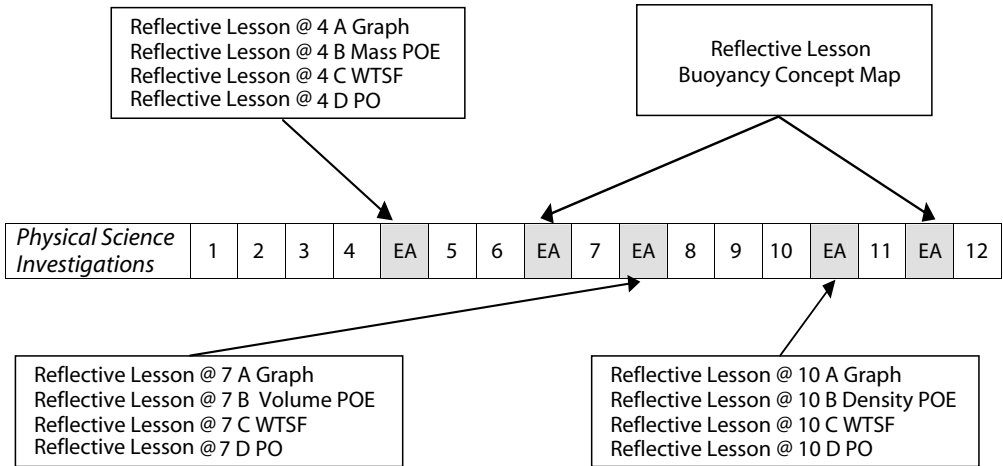 Reflective Lesson @ 4 A Graph
Reflective Lesson @ 4 B Mass POE
Reflective Lesson @ 4 C WTSF
Reflective Lesson @ 4 D PO
Reflective Lesson
Buoyancy Concept Map
Physical Science
Investigations
1 2 3 4 EA 5 6 EA 7 EA 8 9 10 EA 11 EA 12
Reflective Lesson @ 7 A Graph
Reflective Lesson @ 7 B Volume POE
Reflective Lesson @ 7 C WTSF
Reflective Lesson @ 7 D PO
Reflective Lesson @ 10 A Graph
Reflective Lesson @ 10 B Density POE
Reflective Lesson @ 10 C WTSF
Reflective Lesson @ 10 D PO